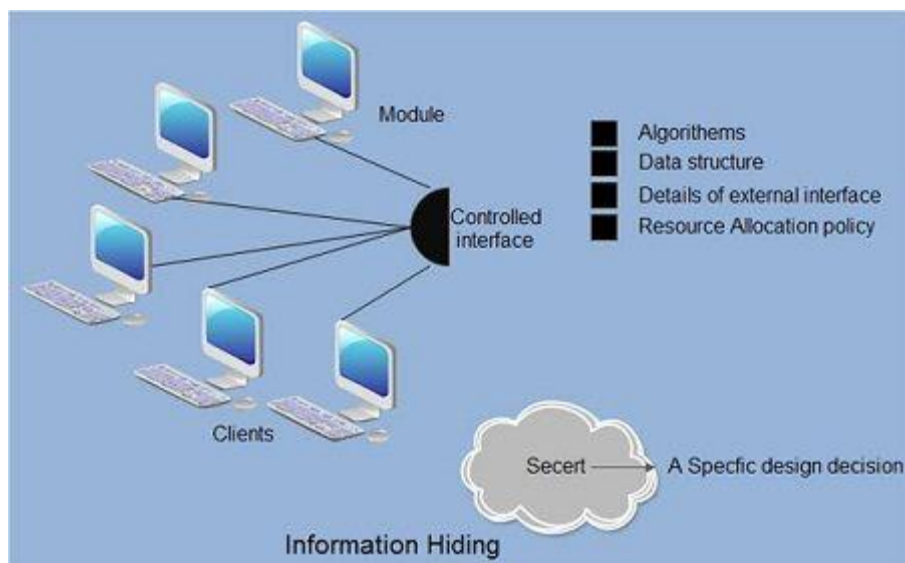 Module
Algorithems
Data structure
Details of external interface
Resource Allocation policy
Controlled
interface
Clients
Secert
A Specfic design decision
Information Hiding